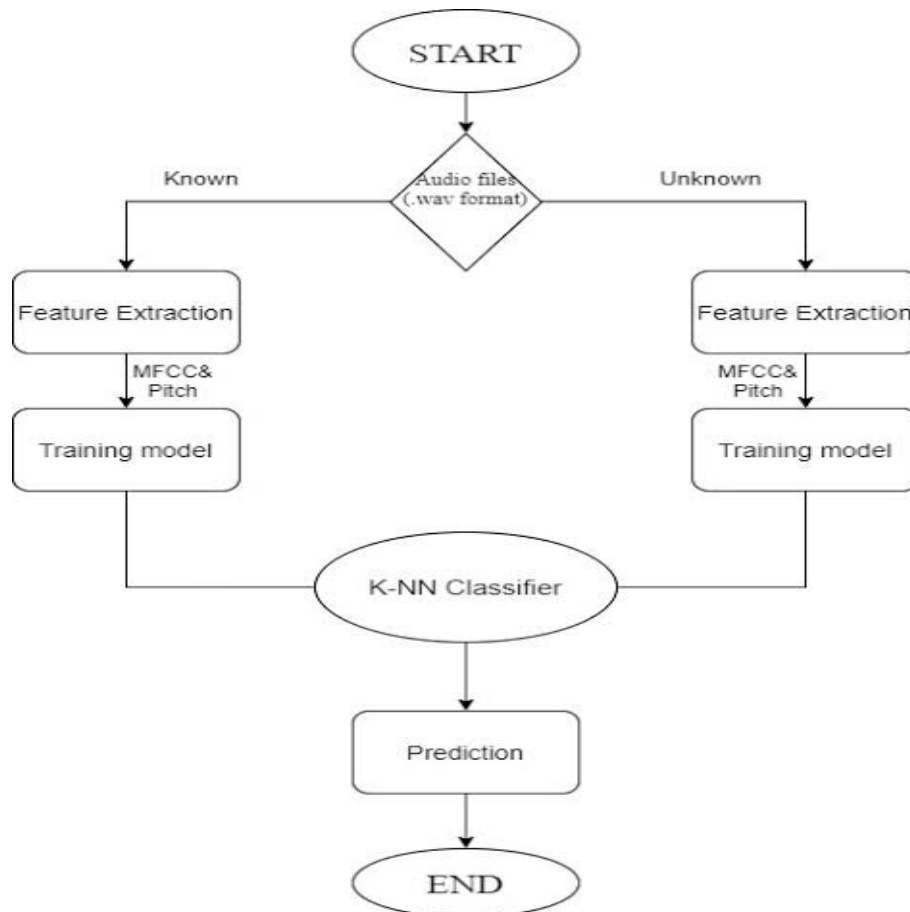 START
Audio files
(.wav format)
Known
Unknown
Feature Extraction
Feature Extraction
MFCC&
Pitch
MFCC&
Pitch
Training model
Training model
K-NN Classifier
Prediction
END